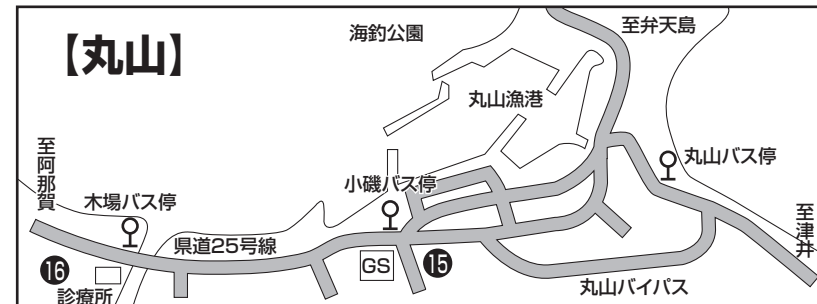 【丸山】
海釣公園
至弁天島
丸山漁港
至阿那賀
木場バス停
小磯バス停
丸山バス停
県道25号線
至津井
⓰
診療所
GS
⓯
丸山バイパス